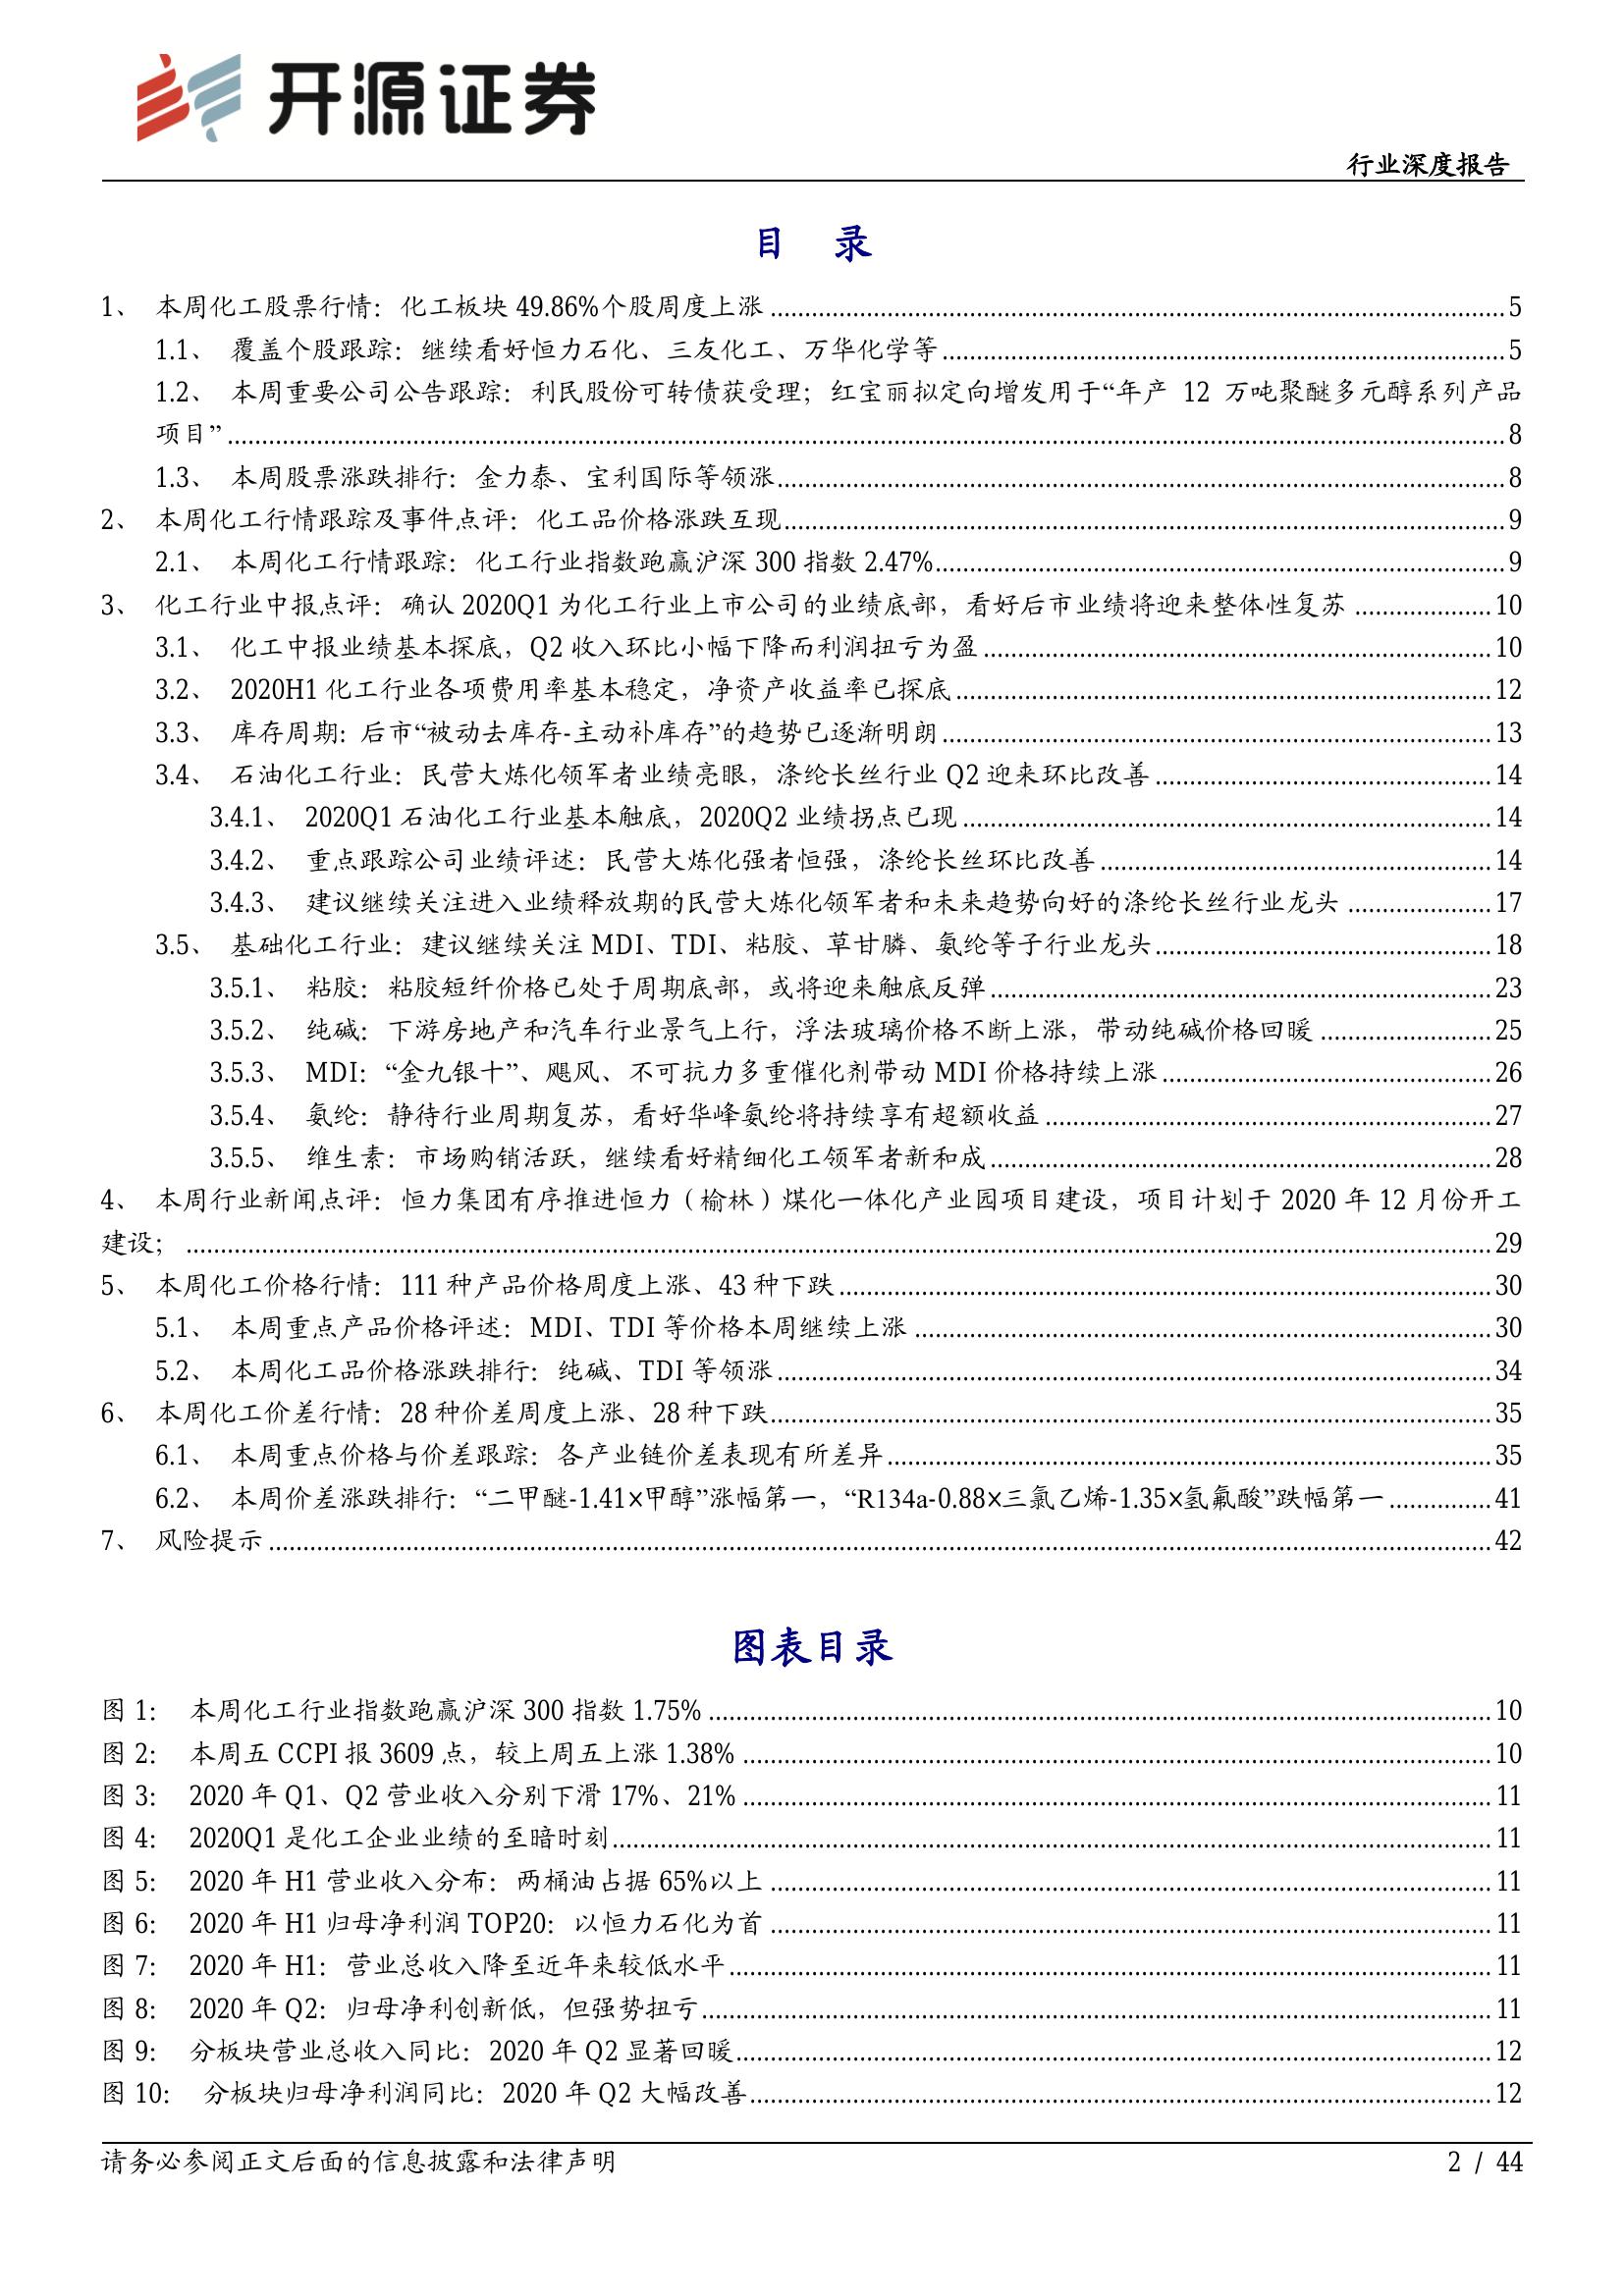 开源证券
行业深度报告
目 录
1、 本周化工股票行情：化工板块 49.86%个股周度上涨 5
1.1、 覆盖个股跟踪：继续看好恒力石化、三友化工、万华化学等 5
1.2、 本周重要公司公告跟踪：利民股份可转债获受理；红宝丽拟定向增发用于“年产 12 万吨聚醚多元醇系列产品
项目” 8
1.3、 本周股票涨跌排行：金力泰、宝利国际等领涨 8
2、 本周化工行情跟踪及事件点评：化工品价格涨跌互现 9
2.1、 本周化工行情跟踪：化工行业指数跑赢沪深 300 指数 2.47% 9
3、 化工行业中报点评：确认 2020Q1 为化工行业上市公司的业绩底部，看好后市业绩将迎来整体性复苏 10
3.1、 化工中报业绩基本探底，Q2 收入环比小幅下降而利润扭亏为盈 10
3.2、 2020H1 化工行业各项费用率基本稳定，净资产收益率已探底 12
3.3、 库存周期：后市“被动去库存-主动补库存”的趋势已逐渐明朗 13
3.4、 石油化工行业：民营大炼化领军者业绩亮眼，涤纶长丝行业 Q2 迎来环比改善 14
3.4.1、 2020Q1 石油化工行业基本触底，2020Q2 业绩拐点已现 14
3.4.2、 重点跟踪公司业绩评述：民营大炼化强者恒强，涤纶长丝环比改善 14
3.4.3、 建议继续关注进入业绩释放期的民营大炼化领军者和未来趋势向好的涤纶长丝行业龙头 17
3.5、 基础化工行业：建议继续关注 MDI、TDI、粘胶、草甘膦、氨纶等子行业龙头 18
3.5.1、 粘胶：粘胶短纤价格已处于周期底部，或将迎来触底反弹 23
3.5.2、 纯碱：下游房地产和汽车行业景气上行，浮法玻璃价格不断上涨，带动纯碱价格回暖 25
3.5.3、 MDI：“金九银十”、飓风、不可抗力多重催化剂带动 MDI 价格持续上涨 26
3.5.4、 氨纶：静待行业周期复苏，看好华峰氨纶将持续享有超额收益 27
3.5.5、 维生素：市场购销活跃，继续看好精细化工领军者新和成 28
4、 本周行业新闻点评：恒力集团有序推进恒力（榆林）煤化一体化产业园项目建设，项目计划于 2020 年 12 月份开工
建设； 29
5、 本周化工价格行情：111 种产品价格周度上涨、43 种下跌 30
5.1、 本周重点产品价格评述：MDI、TDI 等价格本周继续上涨 30
5.2、 本周化工品价格涨跌排行：纯碱、TDI 等领涨 34
6、 本周化工价差行情：28 种价差周度上涨、28 种下跌 35
6.1、 本周重点价格与价差跟踪：各产业链价差表现有所差异 35
6.2、 本周价差涨跌排行：“二甲醚-1.41×甲醇”涨幅第一，“R134a-0.88×三氯乙烯-1.35×氢氟酸”跌幅第一 41
7、 风险提示 42
图表目录
图 1： 本周化工行业指数跑赢沪深 300 指数 1.75% 10
图 2： 本周五 CCPI 报 3609 点，较上周五上涨 1.38% 10
图 3： 2020 年 Q1、Q2 营业收入分别下滑 17%、21% 11
图 4： 2020Q1 是化工企业业绩的至暗时刻 11
图 5： 2020 年 H1 营业收入分布：两桶油占据 65%以上 11
图 6： 2020 年 H1 归母净利润 TOP20：以恒力石化为首 11
图 7： 2020 年 H1：营业总收入降至近年来较低水平 11
图 8： 2020 年 Q2：归母净利创新低，但强势扭亏 11
图 9： 分板块营业总收入同比：2020 年 Q2 显著回暖 12
图 10： 分板块归母净利润同比：2020 年 Q2 大幅改善 12
请务必参阅正文后面的信息披露和法律声明
2 / 44